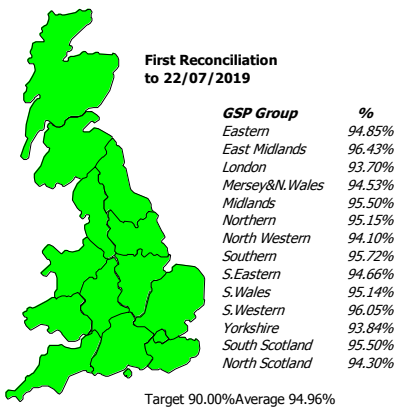 First Reconciliation
to 22/07/2019
GSP Group %
Eastern 94.85%
East Midlands 96.43%
London 93.70%
Mersey&N.Wales 94.53%
Midlands 95.50%
Northern 95.15%
North Western 94.10%
Southern 95.72%
S.Eastern 94.66%
S.Wales 95.14%
S.Western 96.05%
Yorkshire 93.84%
South Scotland 95.50%
North Scotland 94.30%
Target 90.00%Average 94.96%